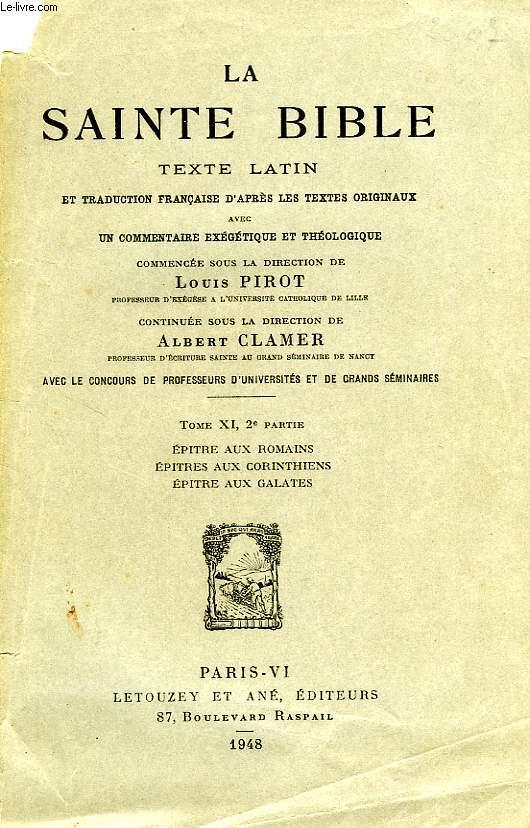 Le-livre.com
LA
SAINTE BIBLE
TEXTE LATIN
ET TRADUCTION FRANÇAISE D'APRÈS LES TEXTES ORIGINAUX
AVEC
UN COMMENTAIRE EXÉGÉTIQUE ET THÉOLOGIQUE
COMMENCÉE SOUS LA DIRECTION DE
LOUIS PIROT
PROFESSEUR D'EXÉGÈSE A L'UNIVERSITÉ CATHOLIQUE DE LILLE
CONTINUÉE SOUS LA DIRECTION DE
ALBERT CLAMER
PROFESSEUR D'ÉCRITURE SAINTE AU GRAND SÉMINAIRE DE NANCY
AVEC LE CONCOURS DE PROFESSEURS D'UNIVERSITÉS ET DE GRANDS SÉMINAIRES
TOME XI, 2e PARTIE
ÉPITRE AUX ROMAINS
ÉPITRES AUX CORINTHIENS
ÉPITRE AUX GALATES
PARIS-VI
LETOUZEY ET ANÉ, ÉDITEURS
87, BOULEVARD RASPAIL
1948
Le-livre.com